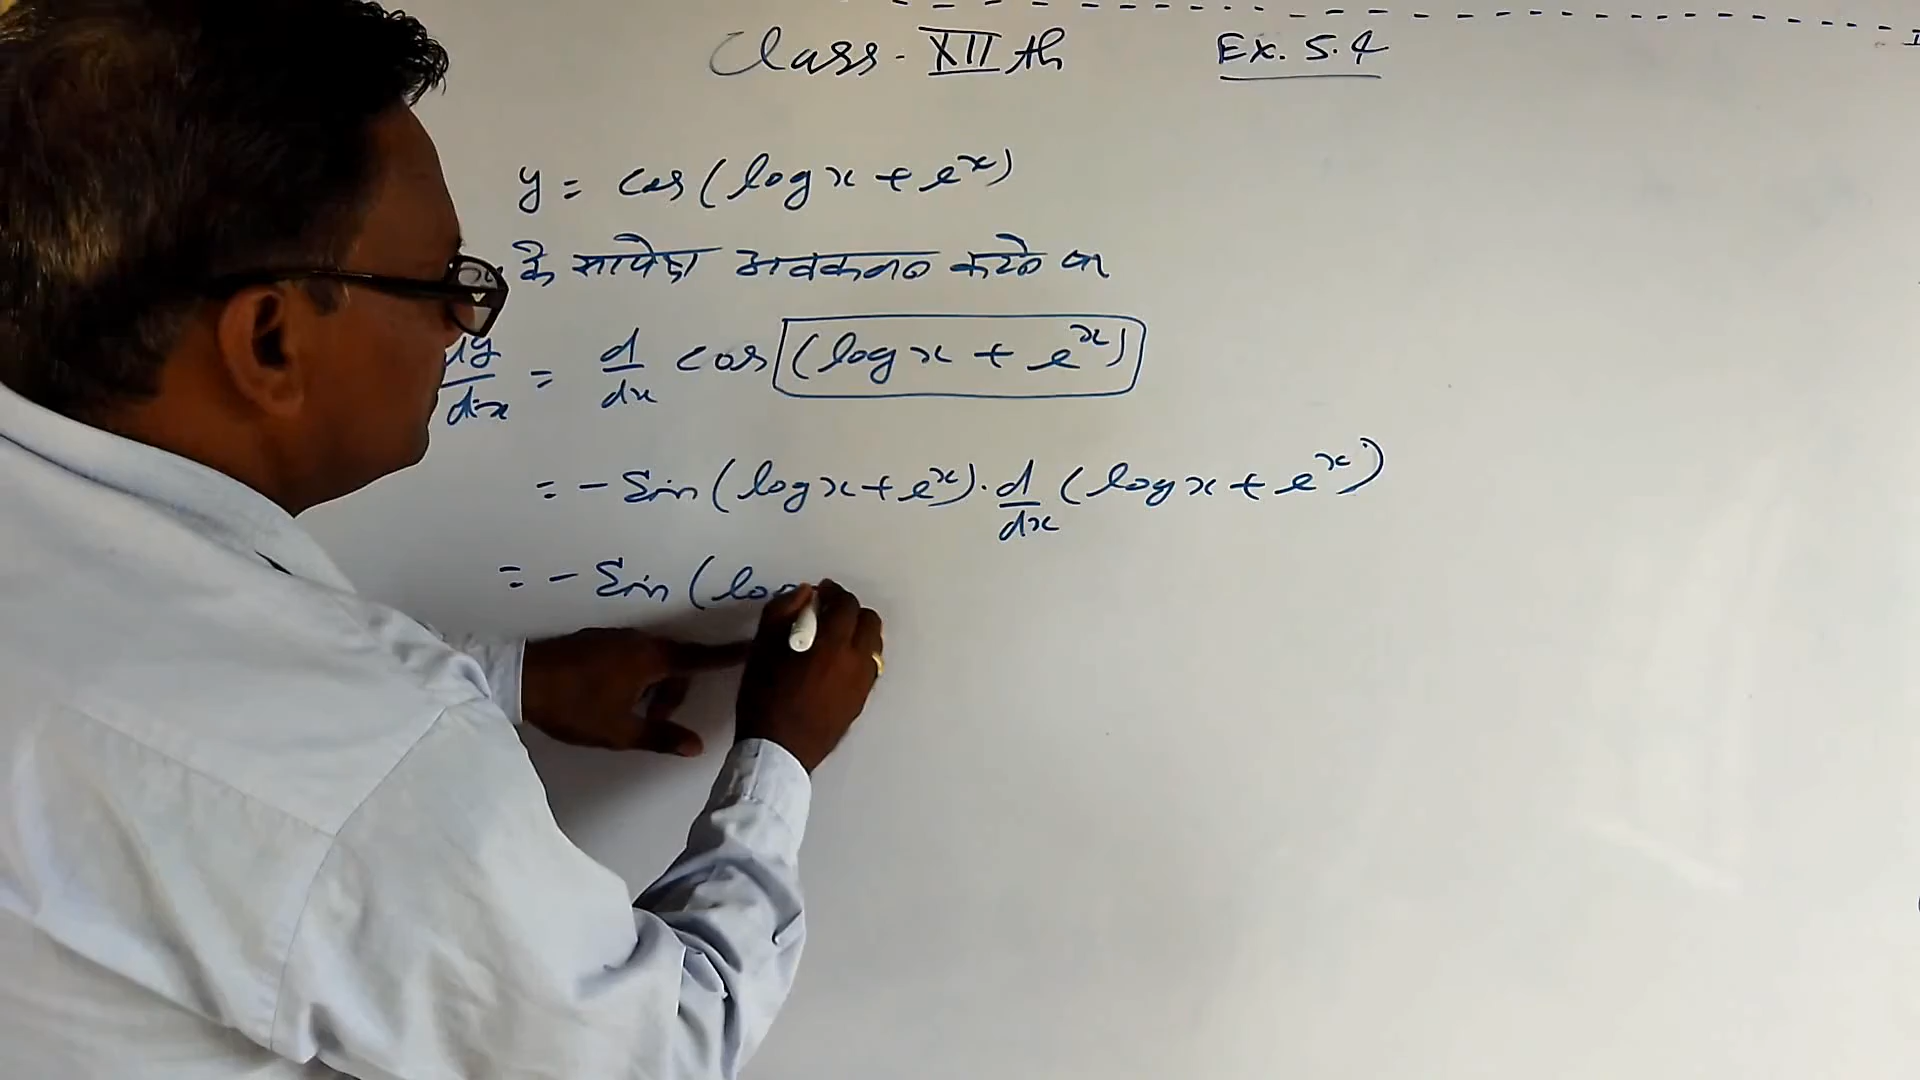 Class - XII th Ex. 5.4
y = cos(log x + e^x)
के सापेक्ष अवकलन करने पर
dy/dx = d/dx cos (log x + e^x)
= - Sin (log x + e^x) . d/dx (log x + e^x)
= - Sin (log